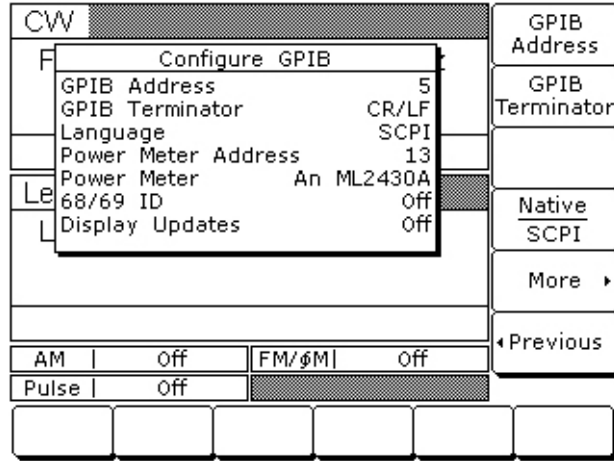 CW
GPIB
Address
F
Configure GPIB
GPIB Address 5
GPIB
Terminator
GPIB Terminator CR/LF
Language SCPI
Power Meter Address 13
Power Meter An ML2430A
Le
68/69 ID Off
Native
SCPI
L
Display Updates Off
More
Previous
AM | Off FM/ϕM| Off
Pulse | Off